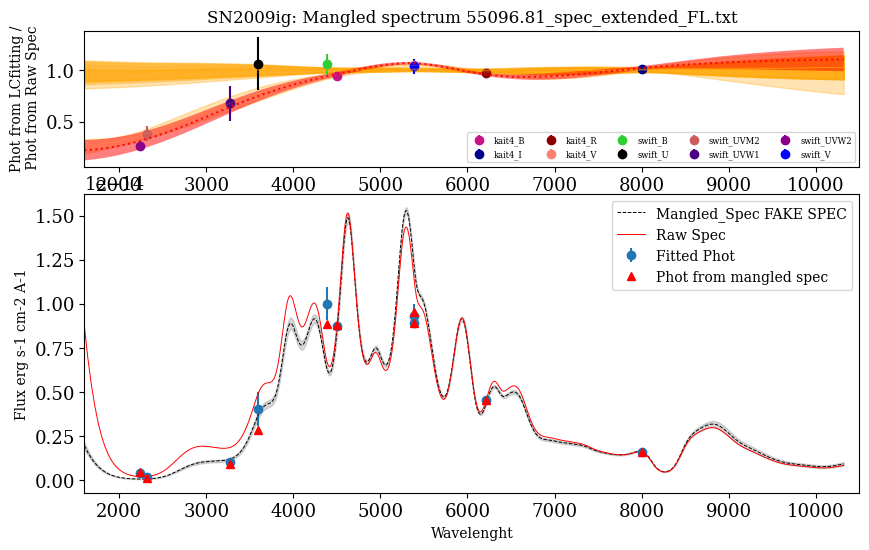 SN2009ig: Mangled spectrum 55096.81_spec_extended_FL.txt
Phot from LCfitting /
Phot from Raw Spec
1.0
0.5
kait4_B
kait4_R
swift_B
swift_UVM2
swift_UVW2
kait4_I
kait4_V
swift_U
swift_UVW1
swift_V
2000
3000
4000
5000
6000
7000
8000
9000
10000
1e−14
Flux erg s-1 cm-2 A-1
1.50
1.25
1.00
0.75
0.50
0.25
0.00
Mangled_Spec FAKE SPEC
Raw Spec
Fitted Phot
Phot from mangled spec
2000
3000
4000
5000
6000
7000
8000
9000
10000
Wavelenght